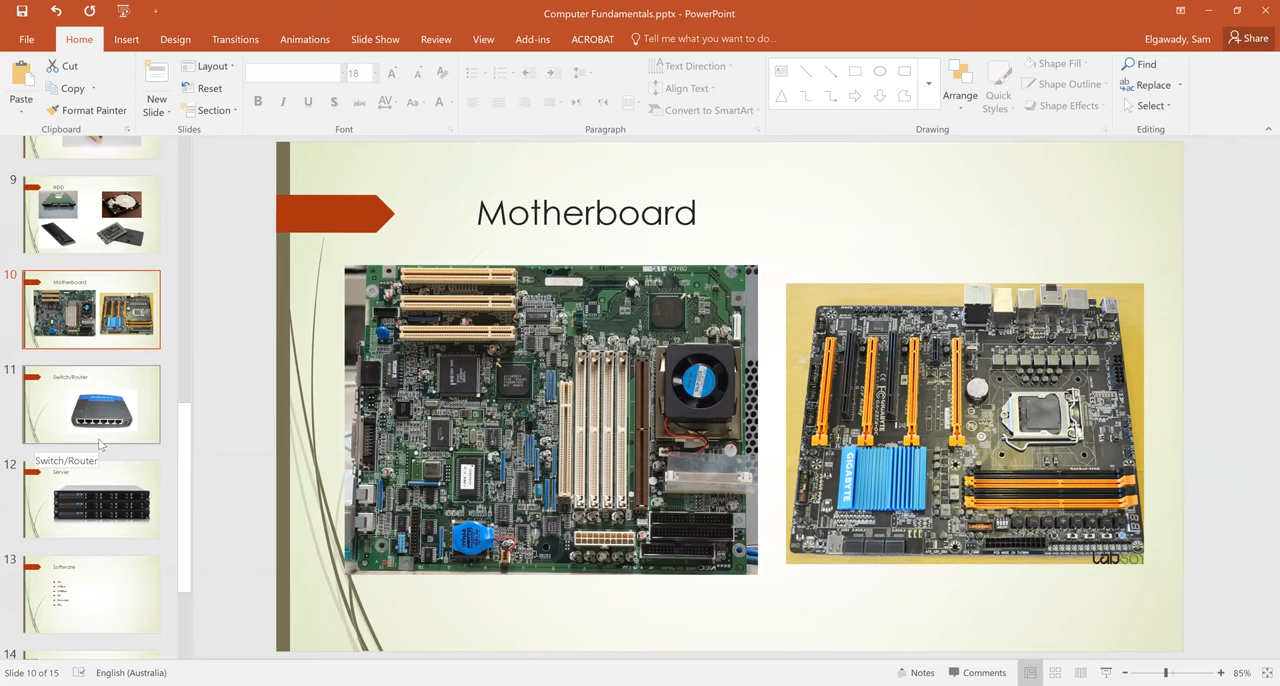 Computer Fundamentals.pptx - PowerPoint
File Home Insert Design Transitions Animations Slide Show Review View Add-ins ACROBAT Tell me what you want to do... Elgawady, Sam Share
Cut
Copy
Format Painter
Paste
Clipboard
New
Slide
Layout
Reset
Section
Slides
18
Font
Text Direction
Align Text
Convert to SmartArt
Paragraph
Arrange
Quick
Styles
Shape Fill
Shape Outline
Shape Effects
Drawing
Find
Replace
Select
Editing
9
HDD
10
Motherboard
11
Switch/Router
Switch/Router
12
Server
13
Software
14
Motherboard
GIGABYTE
Slide 10 of 15 English (Australia) Notes Comments 85%